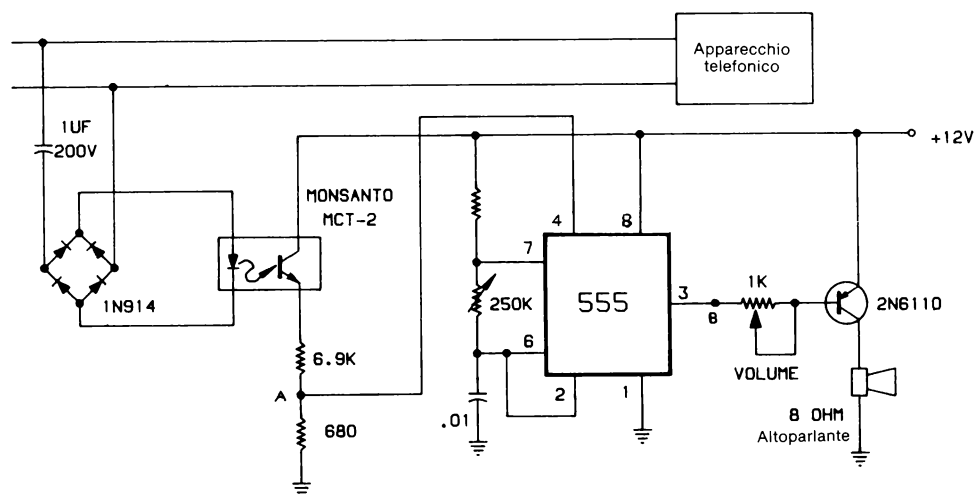 Apparecchio
telefonico
1UF
200V
+12V
MONSANTO
MCT-2
4
8
7
1N914
250K
555
3
B
1K
2N6110
6.9K
6
VOLUME
A
2
1
680
.01
8 OHM
Altoparlante